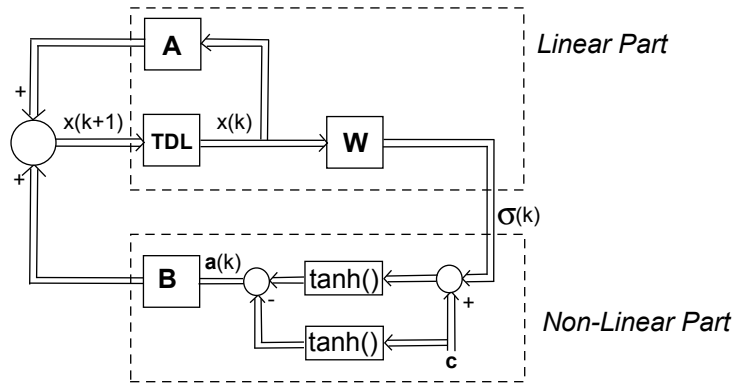 Linear Part
A
+
x(k+1)
TDL
x(k)
W
+
σ(k)
B
a(k)
tanh()
-
+
tanh()
c
Non-Linear Part